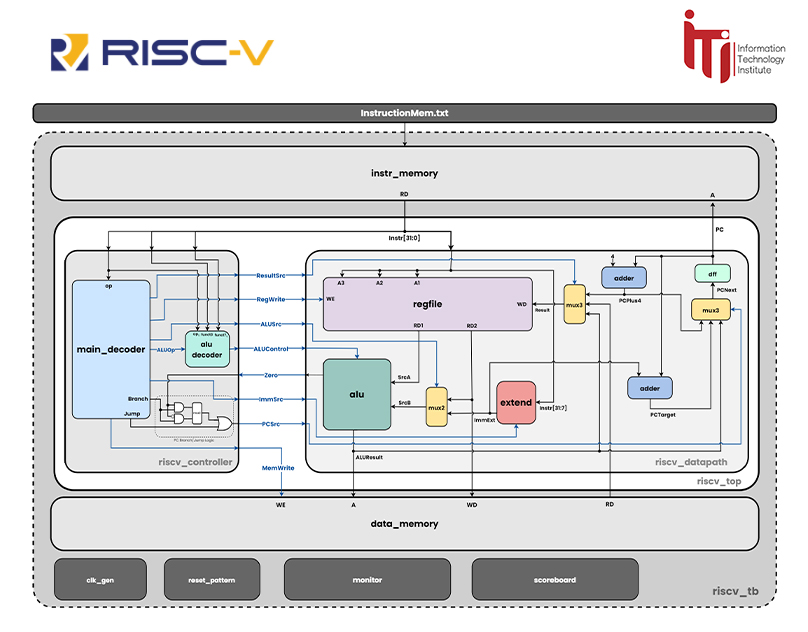 RISC-V
iTi
Information
Technology
Institute
InstructionMem.txt
instr_memory
RD
A
PC
Instr[31:0]
op
ResultSrc
A3
A2
A1
4
adder
dff
RegWrite
WE
regfile
WD
Result
mux3
PCPlus4
PCNext
mux3
ALUSrc
RD1
RD2
op, funct3, funct7
main_decoder
ALUOp
alu
decoder
ALUControl
Zero
SrcA
alu
adder
Branch
ImmSrc
SrcB
mux2
extend
Instr[31:7]
Jump
PCSrc
ImmExt
PCTarget
PC Branch/Jump Logic
riscv_controller
MemWrite
ALUResult
riscv_datapath
riscv_top
WE
A
WD
RD
data_memory
clk_gen
reset_pattern
monitor
scoreboard
riscv_tb